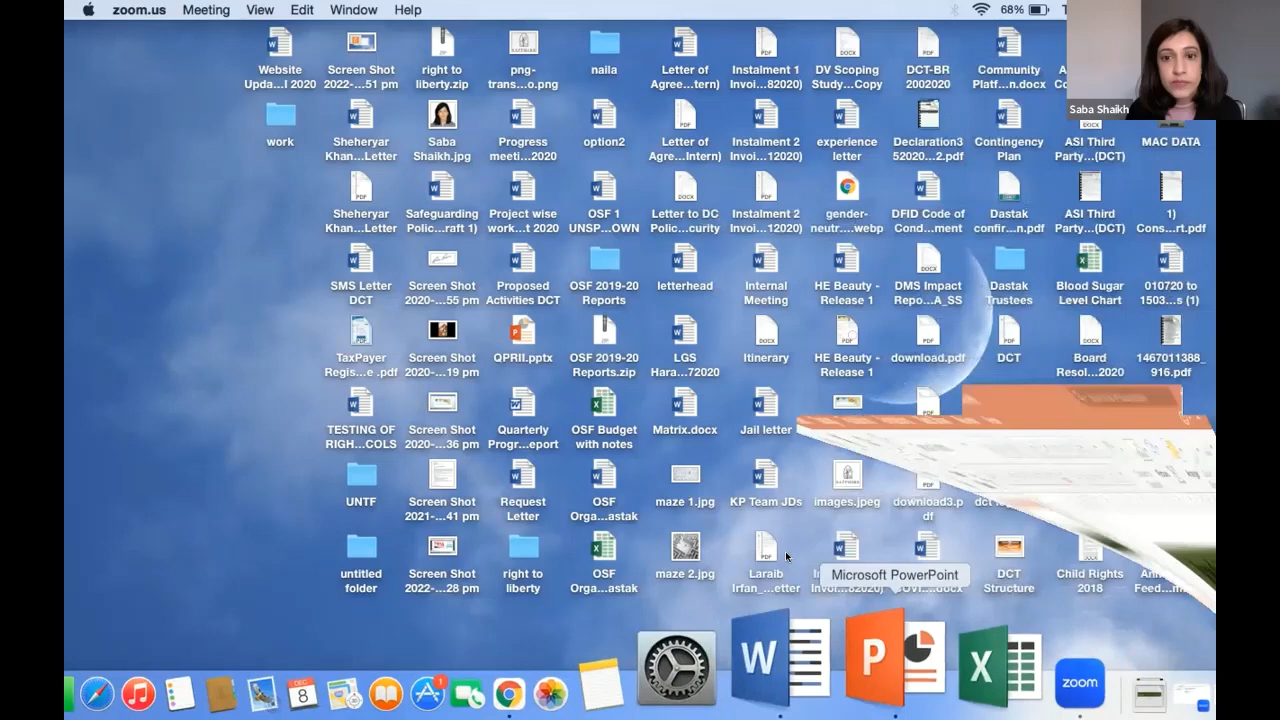 zoom.us Meeting View Edit Window Help 68%
Saba Shaikh
Website
Upda...l 2020
Screen Shot
2022-...51 pm
right to
liberty.zip
png-
trans...o.png
naila
Letter of
Agree...tern)
Instalment 1
Invoi...82020)
DV Scoping
Study...Copy
DCT-BR
2002020
Community
Platf...n.docx
work
Sheheryar
Khan...Letter
Saba
Shaikh.jpg
Progress
meeti...2020
option2
Letter of
Agre...Intern)
Instalment 2
Invoi...12020)
experience
letter
Declaration3
52020...2.pdf
Contingency
Plan
ASI Third
Party...(DCT)
MAC DATA
Sheheryar
Khan...Letter
Safeguarding
Polic...raft 1)
Project wise
work...t 2020
OSF 1
UNSP...OWN
Letter to DC
Polic...curity
Instalment 2
Invoi...12020)
gender-
neutr....webp
DFID Code of
Cond...ment
Dastak
confir...n.pdf
ASI Third
Party...(DCT)
1)
Cons...rt.pdf
SMS Letter
DCT
Screen Shot
2020-...55 pm
Proposed
Activities DCT
OSF 2019-20
Reports
letterhead
Internal
Meeting
HE Beauty -
Release 1
DMS Impact
Repo...A_SS
Dastak
Trustees
Blood Sugar
Level Chart
010720 to
1503...s (1)
TaxPayer
Regis...e .pdf
Screen Shot
2020-...19 pm
QPRII.pptx
OSF 2019-20
Reports.zip
LGS
Hara...72020
Itinerary
HE Beauty -
Release 1
download.pdf
DCT
Board
Resol...2020
1467011388_
916.pdf
TESTING OF
RIGH...COLS
Screen Shot
2020-...36 pm
Quarterly
Progr...eport
OSF Budget
with notes
Matrix.docx
Jail letter
UNTF
Screen Shot
2021-...41 pm
Request
Letter
OSF
Orga...astak
maze 1.jpg
KP Team JDs
images.jpeg
download3.p
df
untitled
folder
Screen Shot
2022-...28 pm
right to
liberty
OSF
Orga...astak
maze 2.jpg
Laraib
Irfan_...etter
DCT
Structure
Child Rights
2018
Microsoft PowerPoint
DEC
8
1
W
P
X
zoom